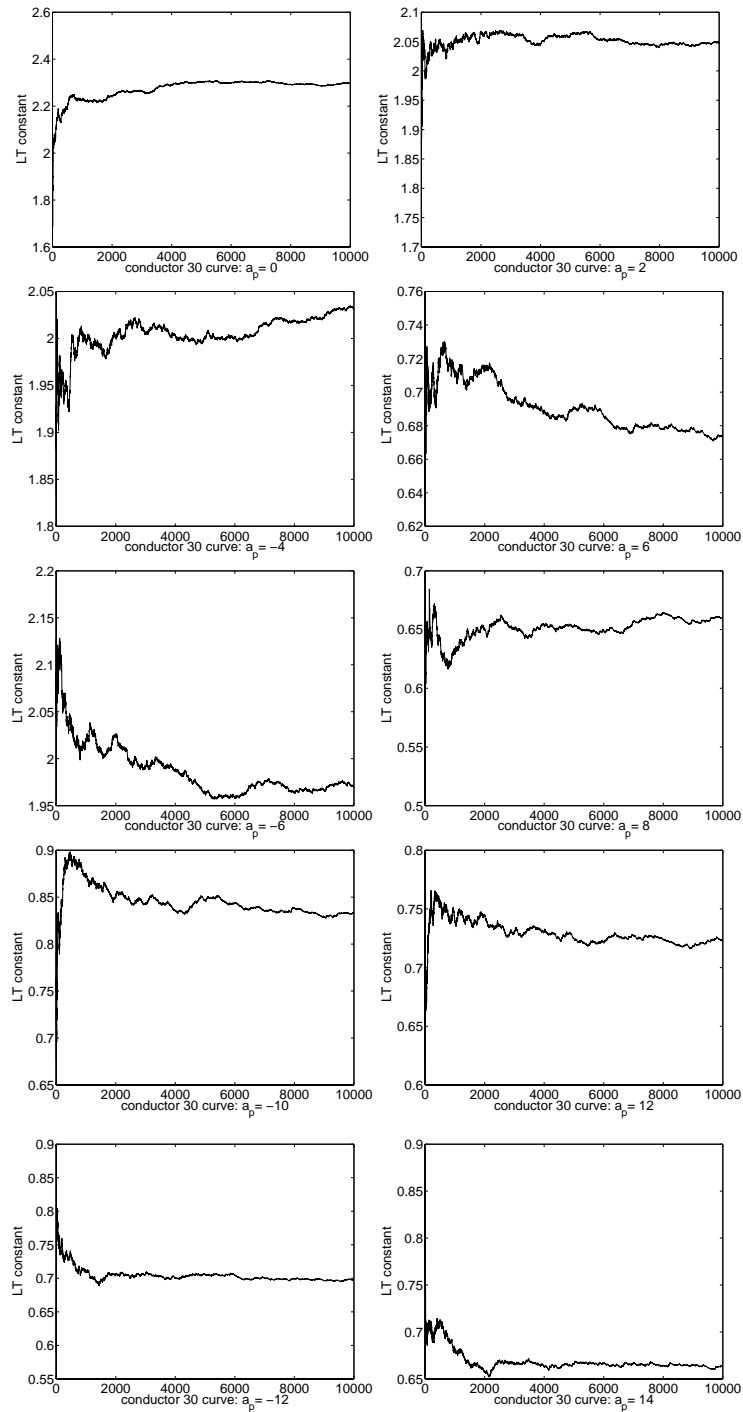 2.6
2.4
2.2
2
1.8
1.6
LT constant
0 2000 4000 6000 8000 10000
conductor 30 curve: a_p= 0
2.1
2.05
2
1.95
1.9
1.85
1.8
1.75
1.7
LT constant
0 2000 4000 6000 8000 10000
conductor 30 curve: a_p= 2
2.05
2
1.95
1.9
1.85
1.8
LT constant
0 2000 4000 6000 8000 10000
conductor 30 curve: a_p= −4
0.76
0.74
0.72
0.7
0.68
0.66
0.64
0.62
LT constant
0 2000 4000 6000 8000 10000
conductor 30 curve: a_p= 6
2.2
2.15
2.1
2.05
2
1.95
LT constant
0 2000 4000 6000 8000 10000
conductor 30 curve: a_p= −6
0.7
0.65
0.6
0.55
0.5
LT constant
0 2000 4000 6000 8000 10000
conductor 30 curve: a_p= 8
0.9
0.85
0.8
0.75
0.7
0.65
LT constant
0 2000 4000 6000 8000 10000
conductor 30 curve: a_p= −10
0.8
0.75
0.7
0.65
0.6
LT constant
0 2000 4000 6000 8000 10000
conductor 30 curve: a_p= 12
0.9
0.85
0.8
0.75
0.7
0.65
0.6
0.55
LT constant
0 2000 4000 6000 8000 10000
conductor 30 curve: a_p= −12
0.9
0.85
0.8
0.75
0.7
0.65
LT constant
0 2000 4000 6000 8000 10000
conductor 30 curve: a_p= 14